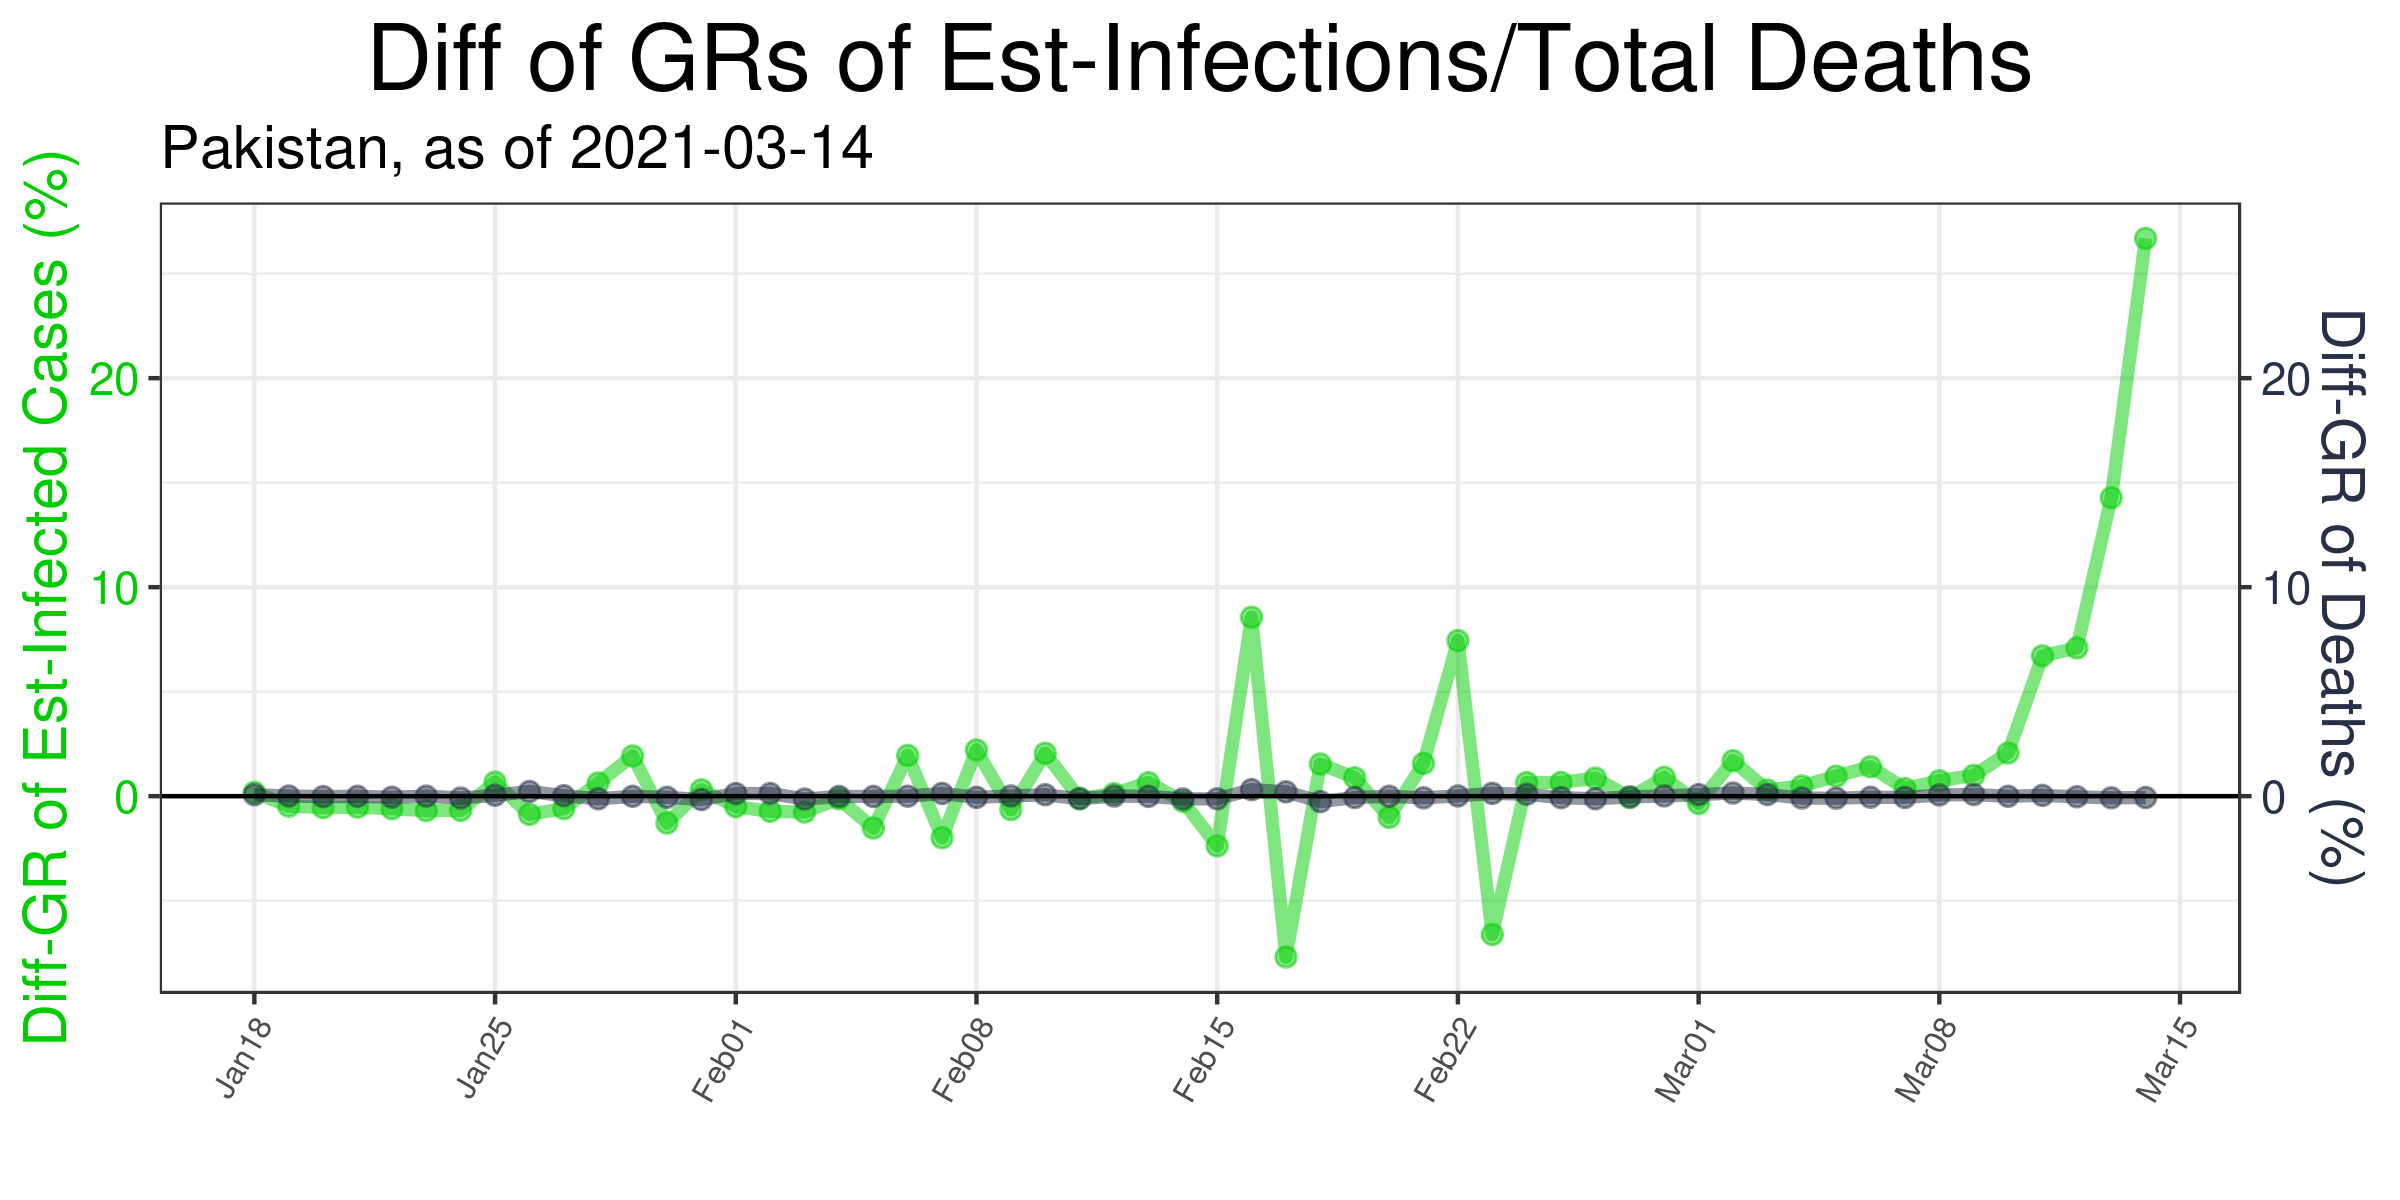 Diff of GRs of Est-Infections/Total Deaths
Pakistan, as of 2021-03-14
Diff-GR of Est-Infected Cases (%)
20
10
0
20
10
0
Diff-GR of Deaths (%)
Jan18
Jan25
Feb01
Feb08
Feb15
Feb22
Mar01
Mar08
Mar15